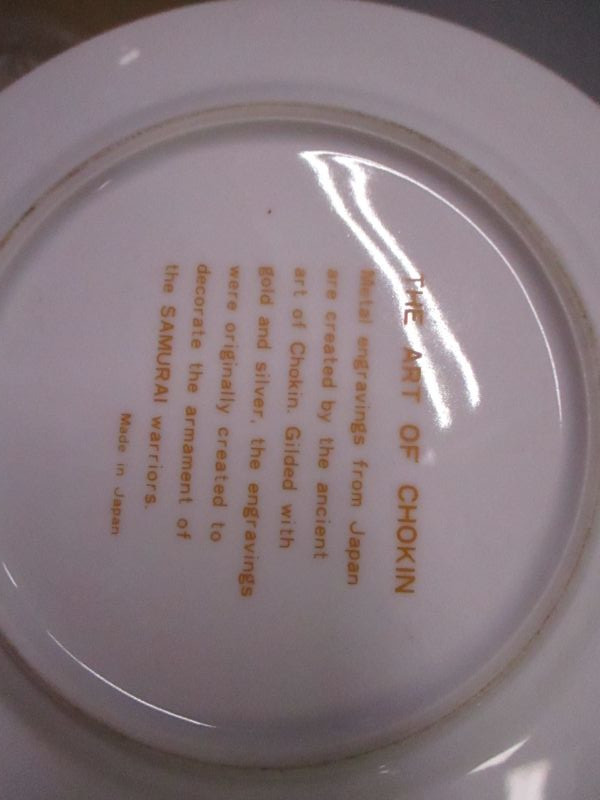 THE ART OF CHOKIN
Metal engravings from Japan
are created by the ancient
art of Chokin. Gilded with
gold and silver, the engravings
were originally created to
decorate the armament of
the SAMURAI warriors.
Made in Japan